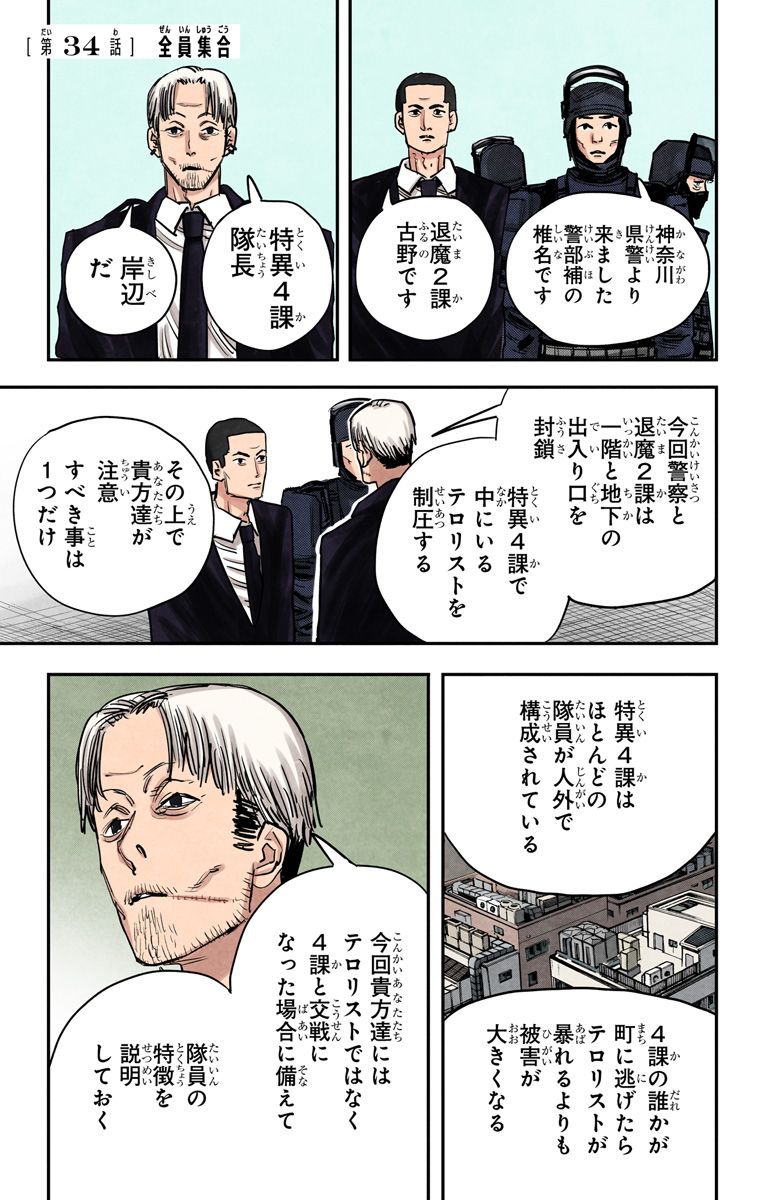 [第34話] 全員集合
神奈川
県警より
来ました
警部補の
椎名です
退魔2課
古野です
特異4課
隊長
岸辺
だ
今回警察と
退魔2課は
一階と地下の
出入り口を
封鎖
特異4課で
中にいる
テロリストを
制圧する
その上で
貴方達が
注意
すべき事は
1つだけ
特異4課は
ほとんどの
隊員が人外で
構成されている
4課の誰かが
町に逃げたら
テロリストが
暴れるよりも
被害が
大きくなる
今回貴方達には
テロリストではなく
4課と交戦に
なった場合に備えて
隊員の
特徴を
説明
しておく